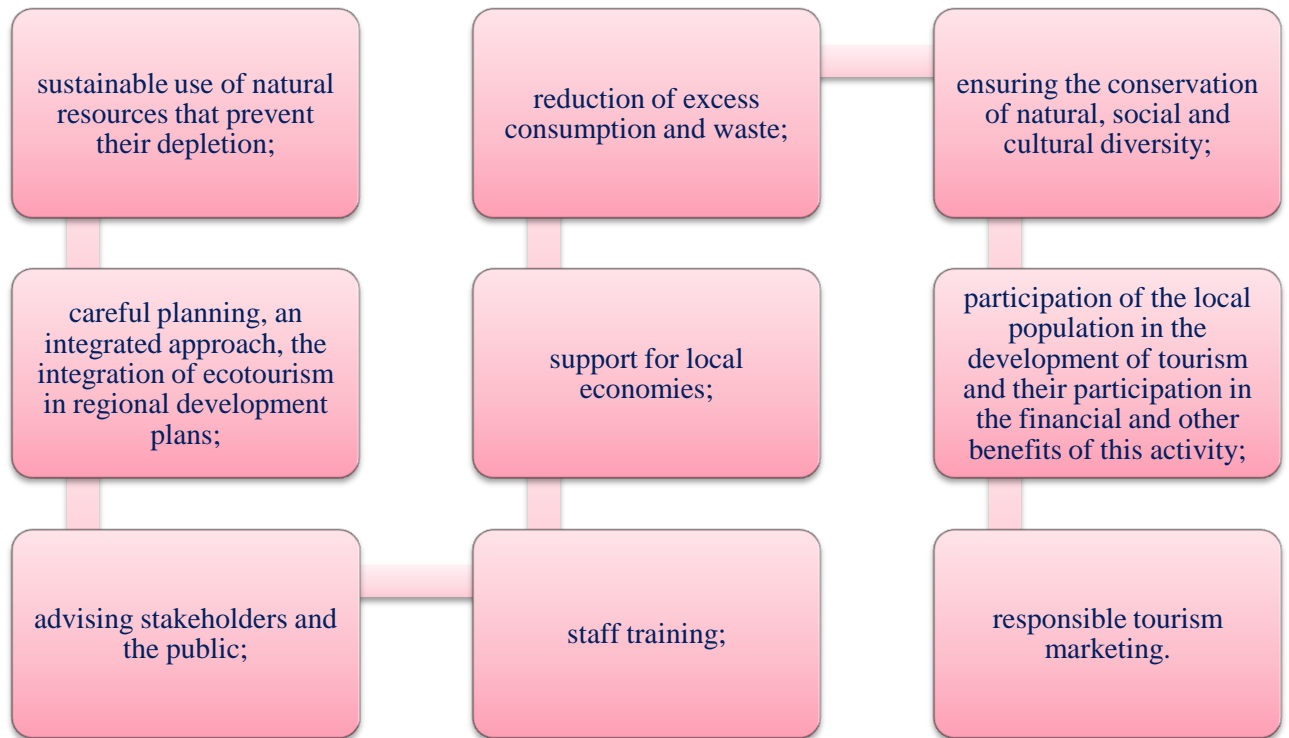 sustainable use of natural
resources that prevent
their depletion;
careful planning, an
integrated approach, the
integration of ecotourism
in regional development
plans;
advising stakeholders and
the public;
staff training;
support for local
economies;
reduction of excess
consumption and waste;
ensuring the conservation
of natural, social and
cultural diversity;
participation of the local
population in the
development of tourism
and their participation in
the financial and other
benefits of this activity;
responsible tourism
marketing.